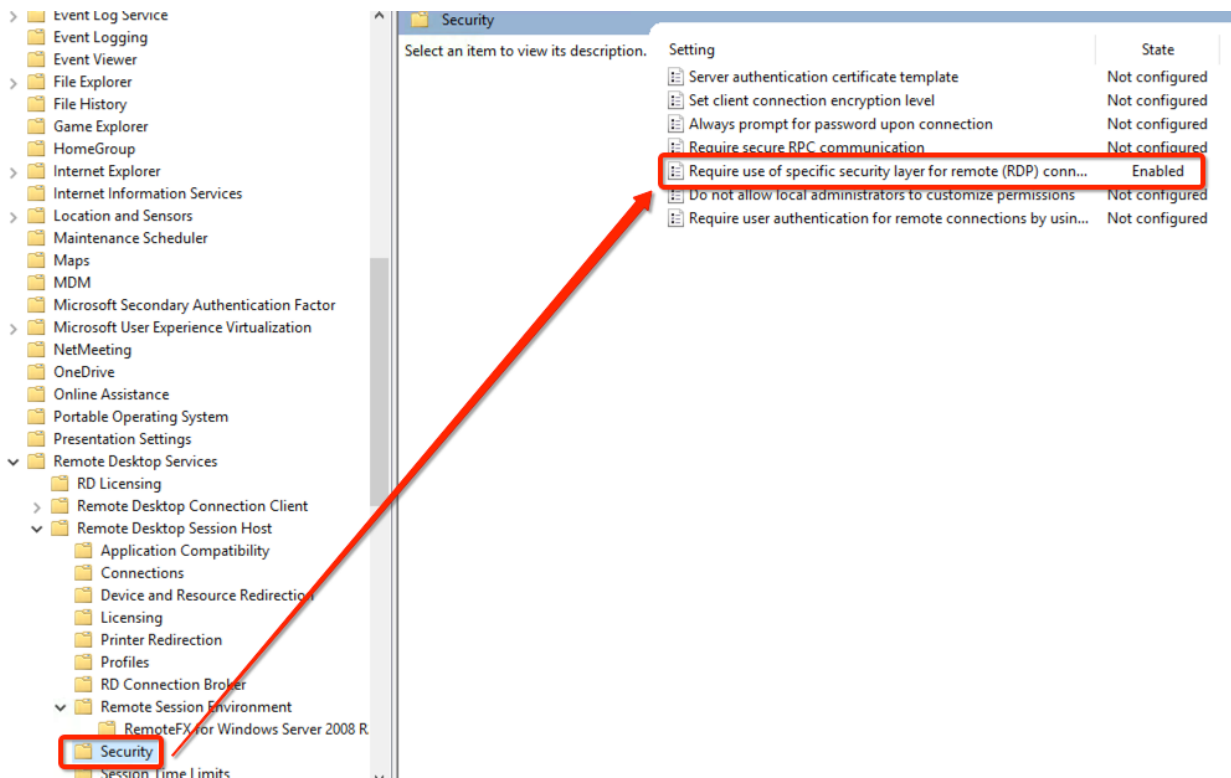 Event Log Service
Event Logging
Event Viewer
File Explorer
File History
Game Explorer
HomeGroup
Internet Explorer
Internet Information Services
Location and Sensors
Maintenance Scheduler
Maps
MDM
Microsoft Secondary Authentication Factor
Microsoft User Experience Virtualization
NetMeeting
OneDrive
Online Assistance
Portable Operating System
Presentation Settings
Remote Desktop Services
RD Licensing
Remote Desktop Connection Client
Remote Desktop Session Host
Application Compatibility
Connections
Device and Resource Redirection
Licensing
Printer Redirection
Profiles
RD Connection Broker
Remote Session Environment
RemoteFX for Windows Server 2008 R
Security
Session Time Limits
Security
Select an item to view its description.
Setting State
Server authentication certificate template Not configured
Set client connection encryption level Not configured
Always prompt for password upon connection Not configured
Require secure RPC communication Not configured
Require use of specific security layer for remote (RDP) conn... Enabled
Do not allow local administrators to customize permissions Not configured
Require user authentication for remote connections by usin... Not configured